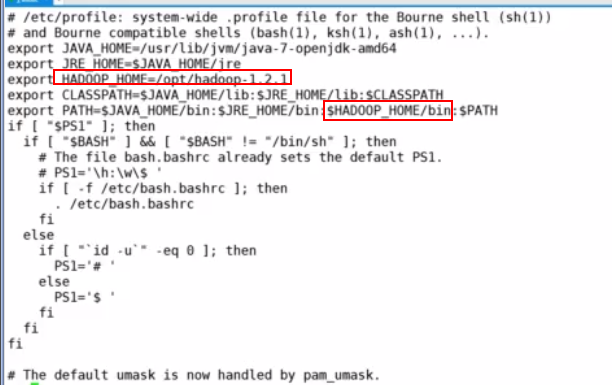 # /etc/profile: system-wide .profile file for the Bourne shell (sh(1))
# and Bourne compatible shells (bash(1), ksh(1), ash(1), ...).
export JAVA_HOME=/usr/lib/jvm/java-7-openjdk-amd64
export JRE_HOME=$JAVA_HOME/jre
export HADOOP_HOME=/opt/hadoop-1.2.1
export CLASSPATH=$JAVA_HOME/lib:$JRE_HOME/lib:$CLASSPATH
export PATH=$JAVA_HOME/bin:$JRE_HOME/bin:$HADOOP_HOME/bin:$PATH
if [ "$PS1" ]; then
  if [ "$BASH" ] && [ "$BASH" != "/bin/sh" ]; then
    # The file bash.bashrc already sets the default PS1.
    # PS1='\h:\w\$ '
    if [ -f /etc/bash.bashrc ]; then
      . /etc/bash.bashrc
    fi
  else
    if [ "`id -u`" -eq 0 ]; then
      PS1='# '
    else
      PS1='$ '
    fi
  fi
fi
# The default umask is now handled by pam_umask.